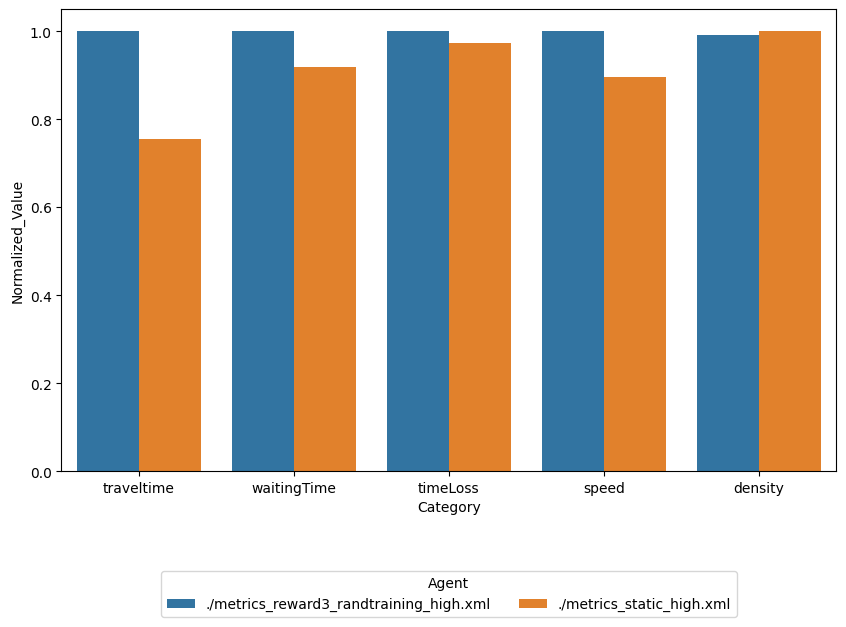 1.0
0.8
0.6
0.4
0.2
0.0
Normalized_Value
traveltime waitingTime timeLoss speed density
Category
Agent
./metrics_reward3_randtraining_high.xml ./metrics_static_high.xml